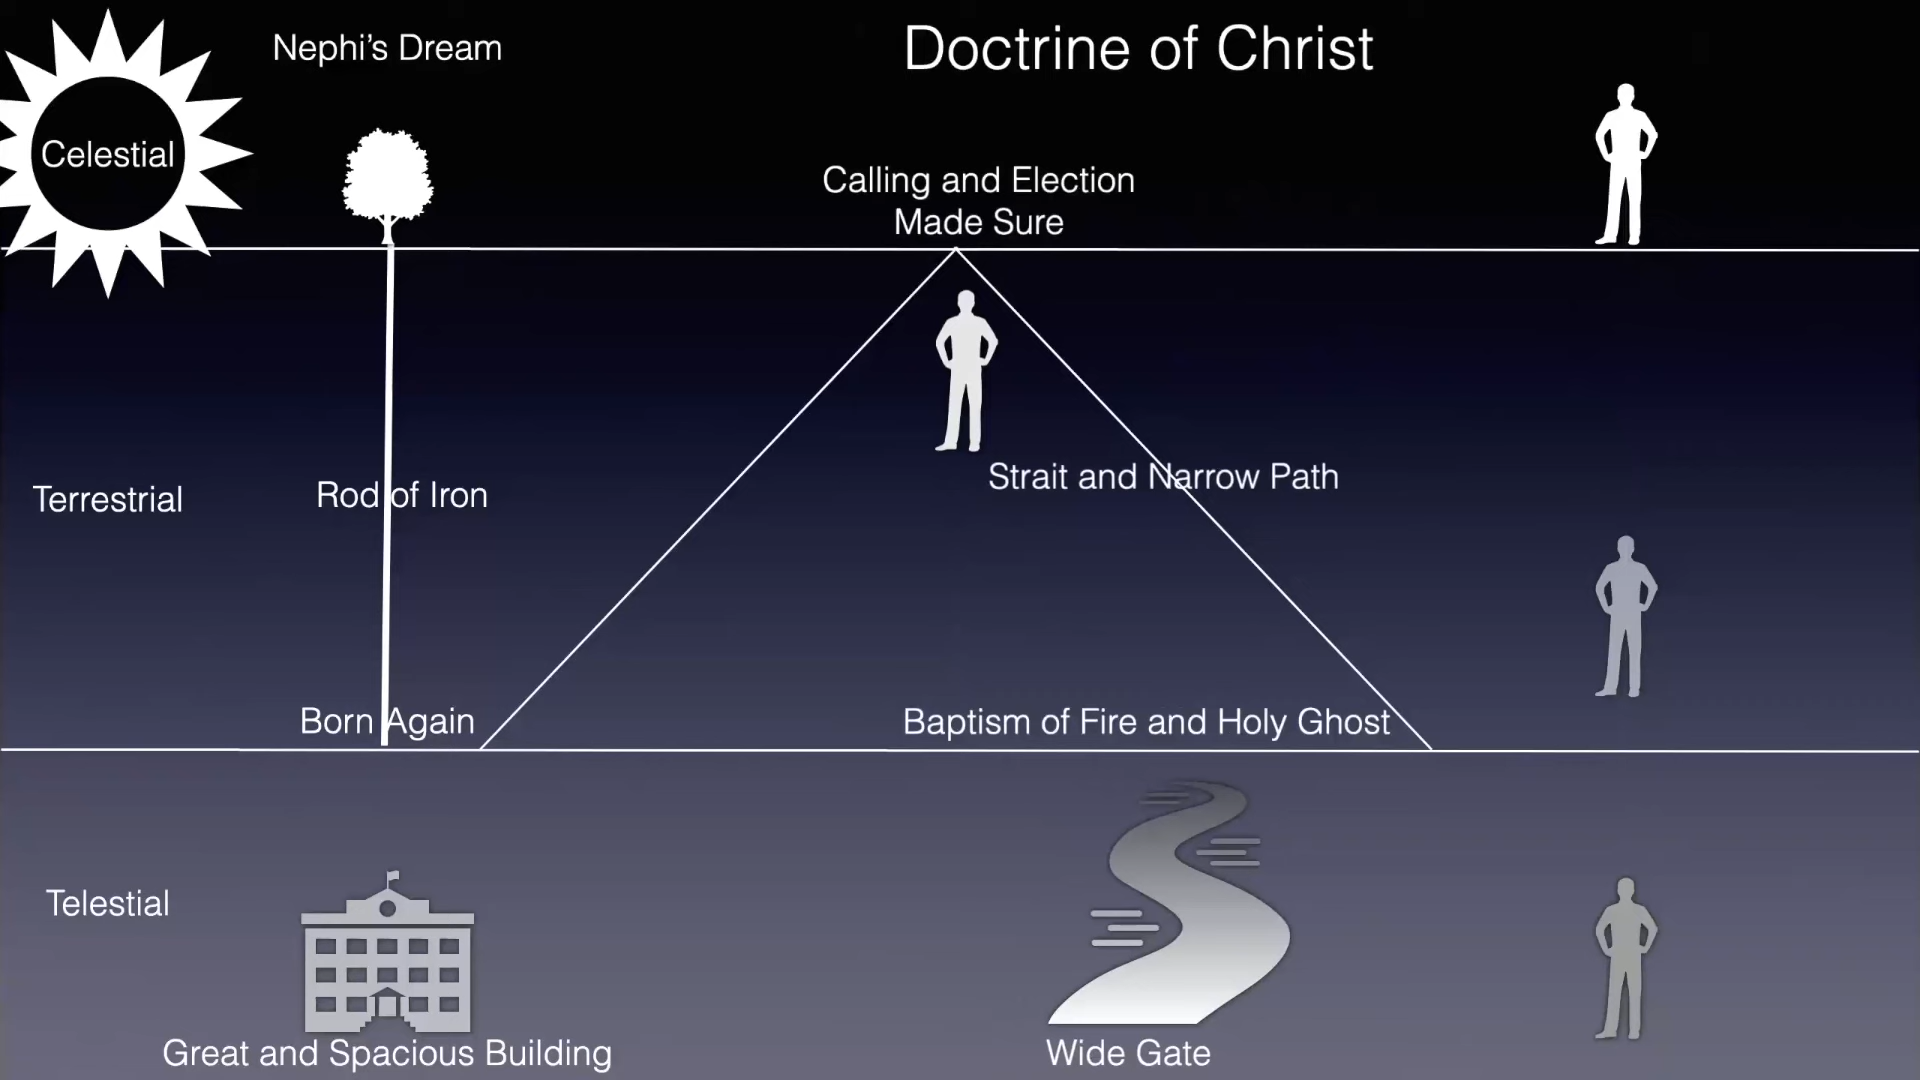 Nephi's Dream
Doctrine of Christ
Celestial
Calling and Election
Made Sure
Strait and Narrow Path
Terrestrial
Rod of Iron
Born Again
Baptism of Fire and Holy Ghost
Telestial
Great and Spacious Building
Wide Gate